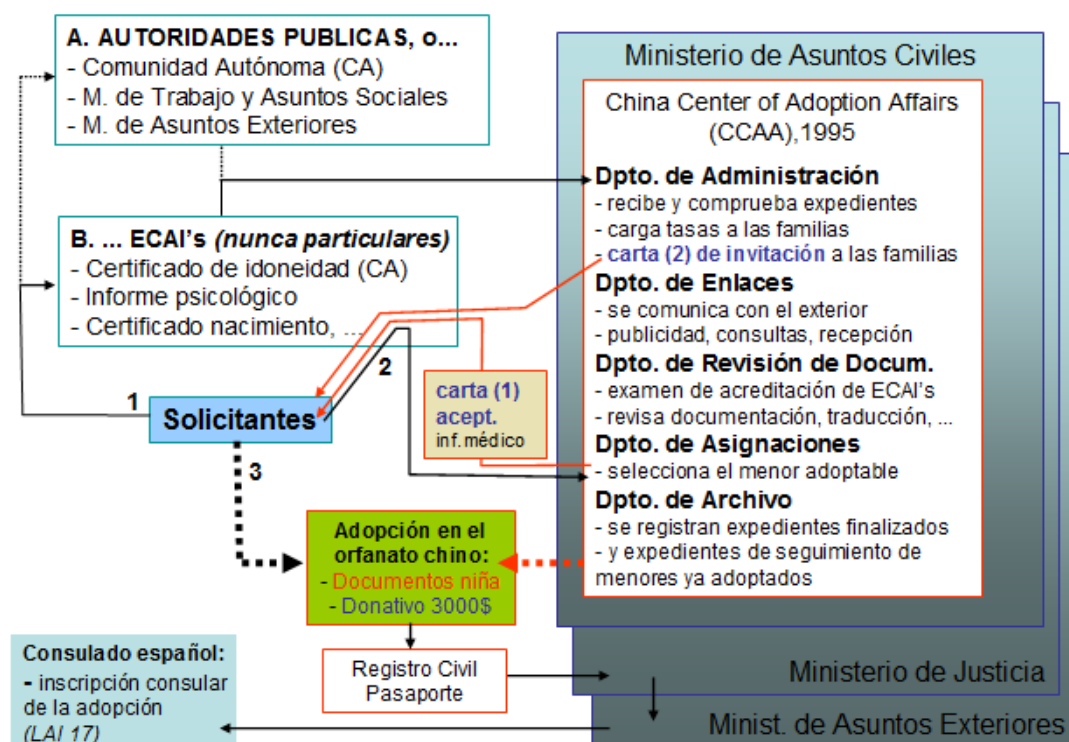 A. AUTORIDADES PUBLICAS, o...
- Comunidad Autónoma (CA)
- M. de Trabajo y Asuntos Sociales
- M. de Asuntos Exteriores
B. ... ECAI's (nunca particulares)
- Certificado de idoneidad (CA)
- Informe psicológico
- Certificado nacimiento, ...
1
2
Solicitantes
3
carta (1)
acept.
inf. médico
Adopción en el
orfanato chino:
- Documentos niña
- Donativo 3000$
Registro Civil
Pasaporte
Consulado español:
- inscripción consular
de la adopción
(LAI 17)
Ministerio de Asuntos Civiles
China Center of Adoption Affairs
(CCAA),1995
Dpto. de Administración
- recibe y comprueba expedientes
- carga tasas a las familias
- carta (2) de invitación a las familias
Dpto. de Enlaces
- se comunica con el exterior
- publicidad, consultas, recepción
Dpto. de Revisión de Docum.
- examen de acreditación de ECAI's
- revisa documentación, traducción, ...
Dpto. de Asignaciones
- selecciona el menor adoptable
Dpto. de Archivo
- se registran expedientes finalizados
- y expedientes de seguimiento de
menores ya adoptados
Ministerio de Justicia
Minist. de Asuntos Exteriores